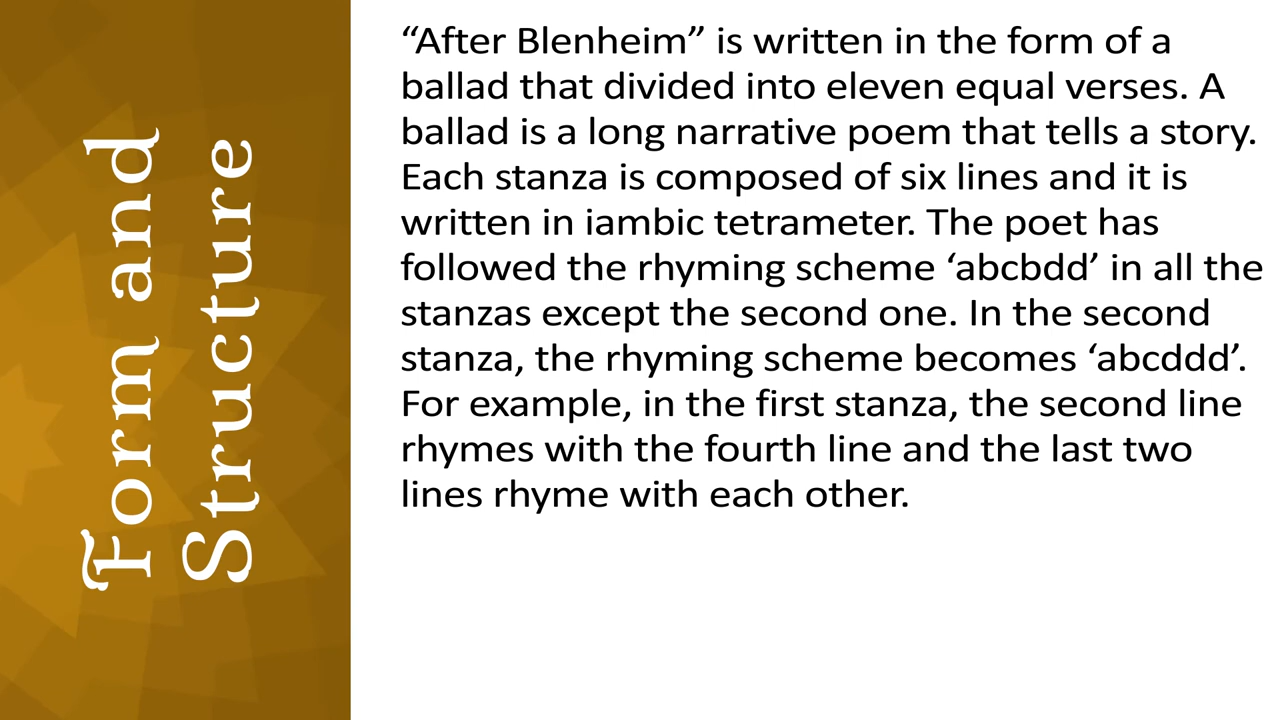 Form and
Structure
“After Blenheim” is written in the form of a
ballad that divided into eleven equal verses. A
ballad is a long narrative poem that tells a story.
Each stanza is composed of six lines and it is
written in iambic tetrameter. The poet has
followed the rhyming scheme ‘abcbdd’ in all the
stanzas except the second one. In the second
stanza, the rhyming scheme becomes ‘abcddd’.
For example, in the first stanza, the second line
rhymes with the fourth line and the last two
lines rhyme with each other.